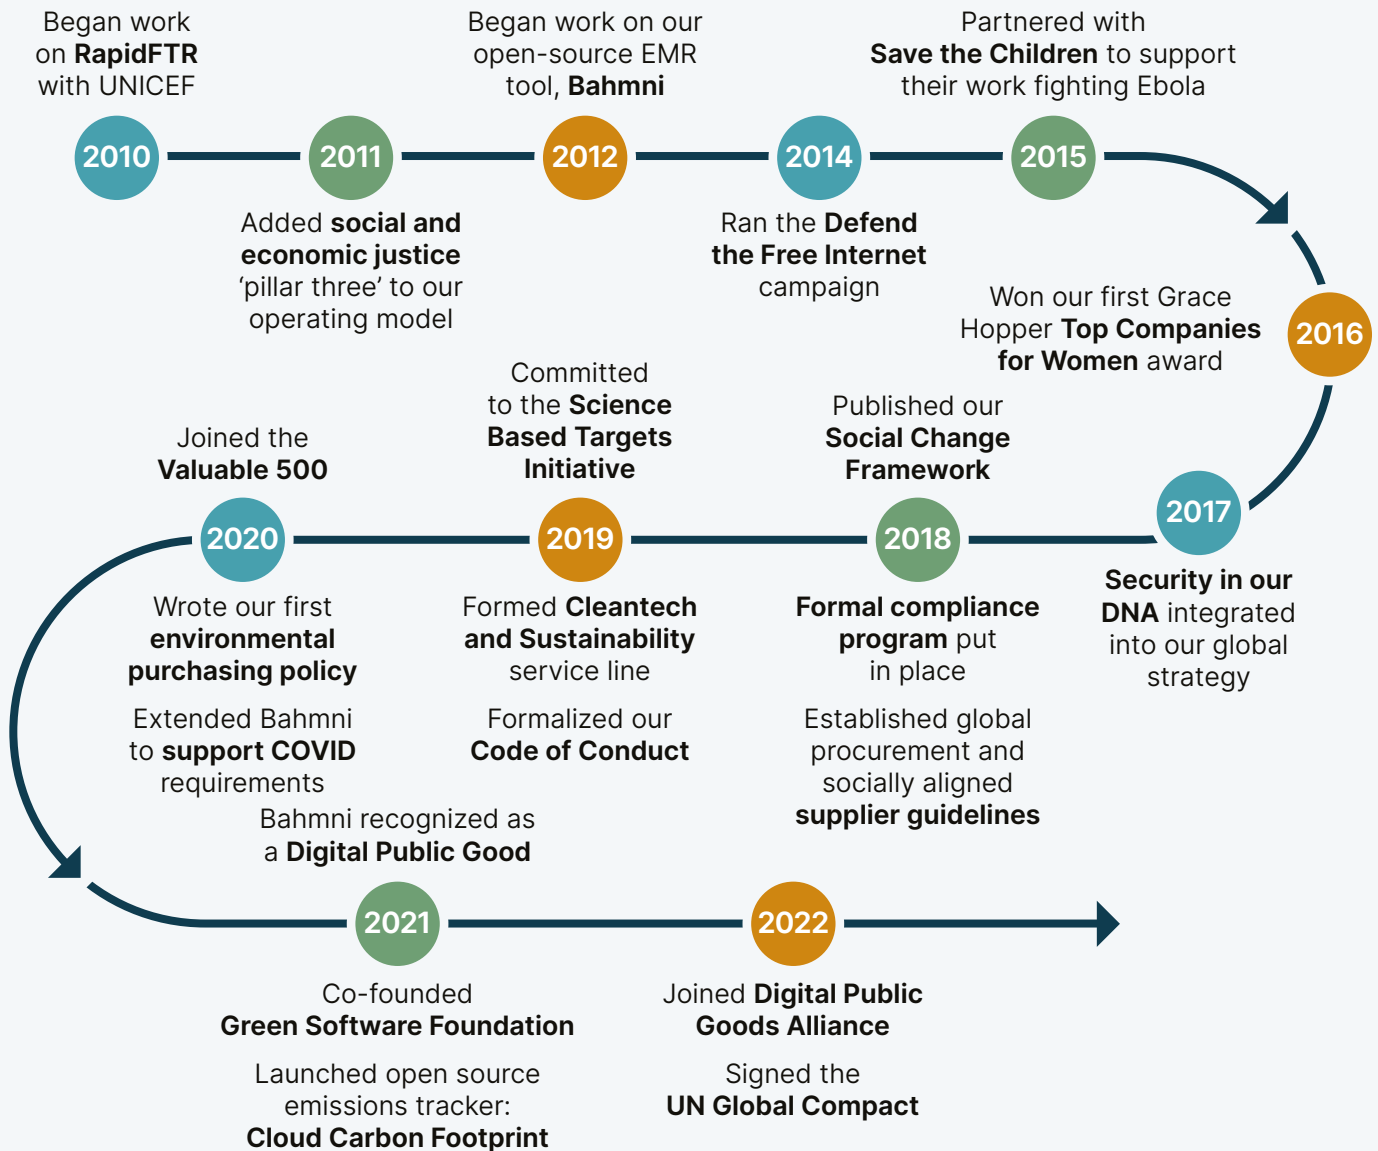 Began work
on RapidFTR
with UNICEF
2010
2011
Added social and
economic justice
‘pillar three’ to our
operating model
Began work on our
open-source EMR
tool, Bahmni
2012
2014
Ran the Defend
the Free Internet
campaign
Partnered with
Save the Children to support
their work fighting Ebola
2015
Won our first Grace
Hopper Top Companies
for Women award
2016
2017
Security in our
DNA integrated
into our global
strategy
Published our
Social Change
Framework
2018
Formal compliance
program put
in place
Established global
procurement and
socially aligned
supplier guidelines
Committed
to the Science
Based Targets
Initiative
2019
Formed Cleantech
and Sustainability
service line
Formalized our
Code of Conduct
Joined the
Valuable 500
2020
Wrote our first
environmental
purchasing policy
Extended Bahmni
to support COVID
requirements
Bahmni recognized as
a Digital Public Good
2021
Co-founded
Green Software Foundation
Launched open source
emissions tracker:
Cloud Carbon Footprint
2022
Joined Digital Public
Goods Alliance
Signed the
UN Global Compact